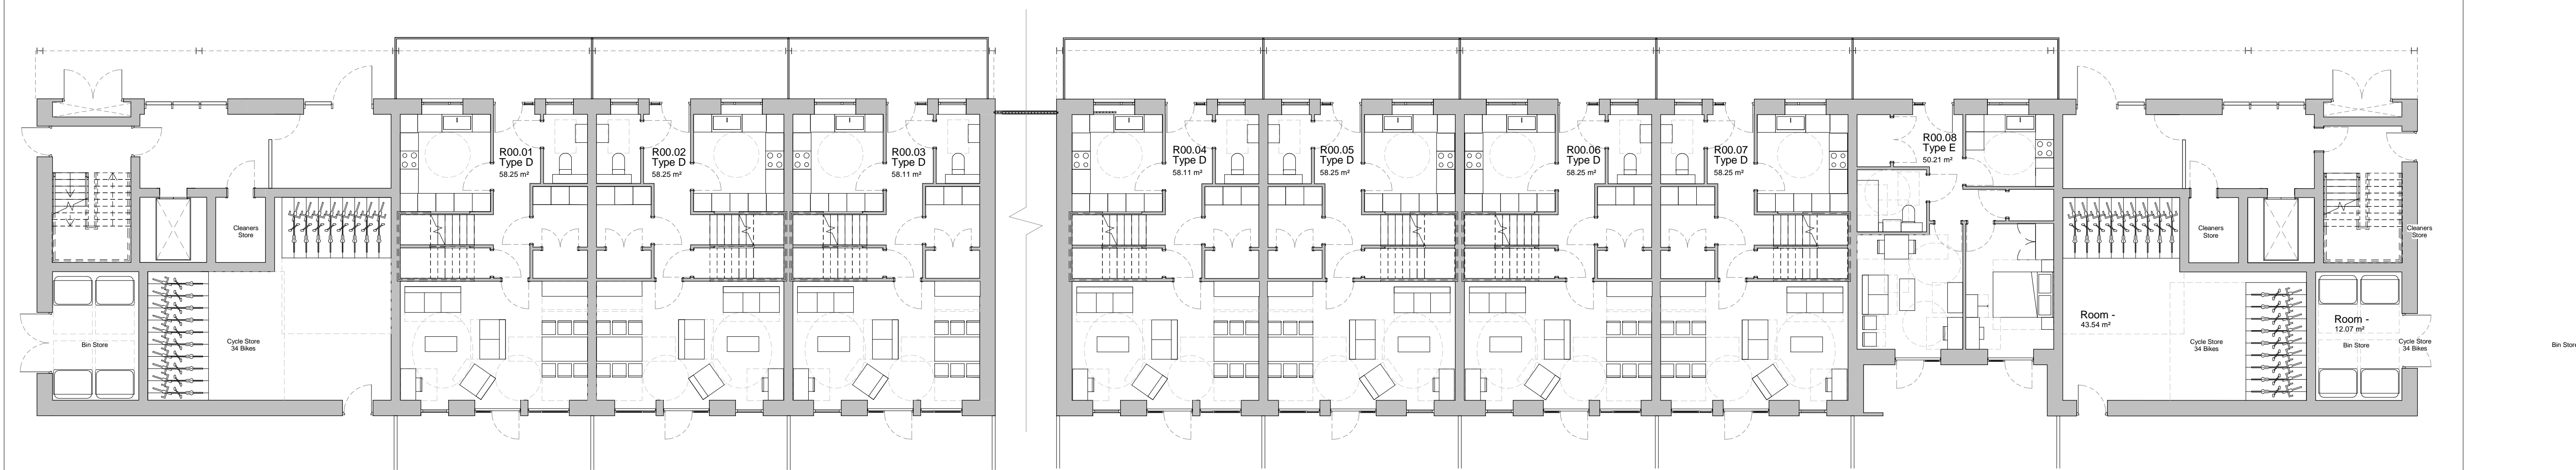 R00.01
Type D
58.25 m²
R00.02
Type D
58.25 m²
R00.03
Type D
58.11 m²
R00.04
Type D
58.11 m²
R00.05
Type D
58.25 m²
R00.06
Type D
58.25 m²
R00.07
Type D
58.25 m²
R00.08
Type E
50.21 m²
Cleaners
Store
Cleaners
Store
Cleaners
Store
Bin Store
Cycle Store
34 Bikes
Room -
43.54 m²
Cycle Store
34 Bikes
Room -
12.07 m²
Bin Store
Cycle Store
34 Bikes
Bin Store